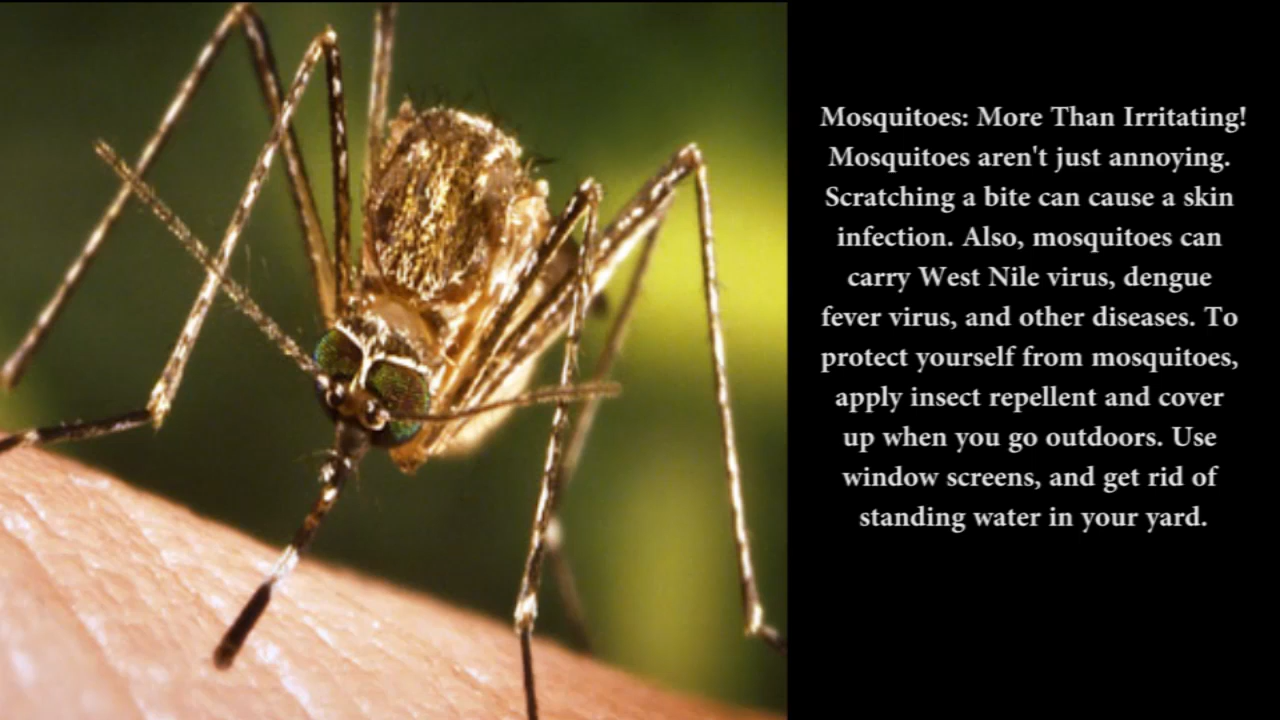 Mosquitoes: More Than Irritating!
Mosquitoes aren't just annoying.
Scratching a bite can cause a skin
infection. Also, mosquitoes can
carry West Nile virus, dengue
fever virus, and other diseases. To
protect yourself from mosquitoes,
apply insect repellent and cover
up when you go outdoors. Use
window screens, and get rid of
standing water in your yard.